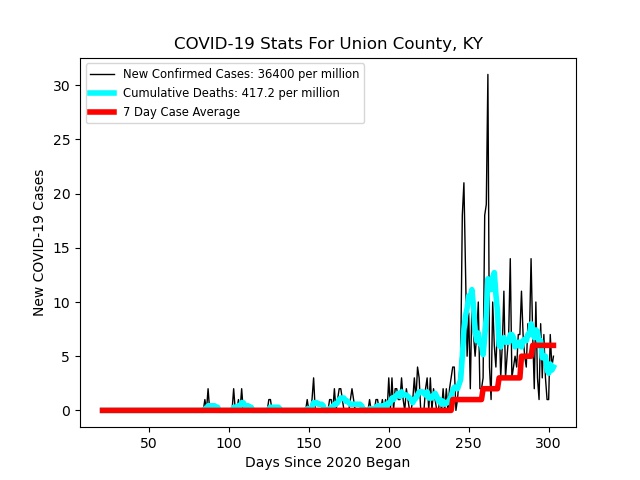 COVID-19 Stats For Union County, KY
New Confirmed Cases: 36400 per million
Cumulative Deaths: 417.2 per million
7 Day Case Average
New COVID-19 Cases
30
25
20
15
10
5
0
50 100 150 200 250 300
Days Since 2020 Began